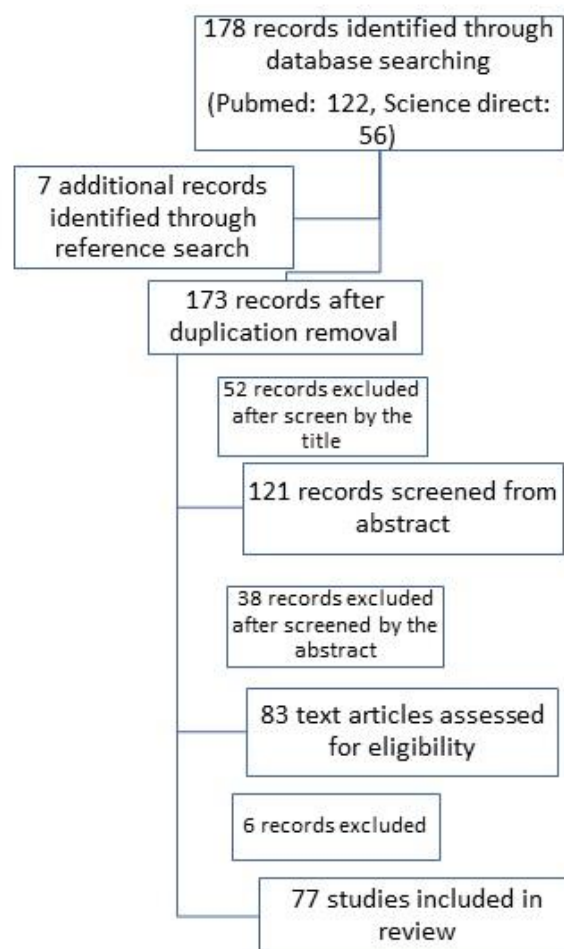 178 records identified through
database searching
(Pubmed: 122, Science direct:
56)
7 additional records
identified through
reference search
173 records after
duplication removal
52 records excluded
after screen by the
title
121 records screened from
abstract
38 records excluded
after screened by the
abstract
83 text articles assessed
for eligibility
6 records excluded
77 studies included in
review